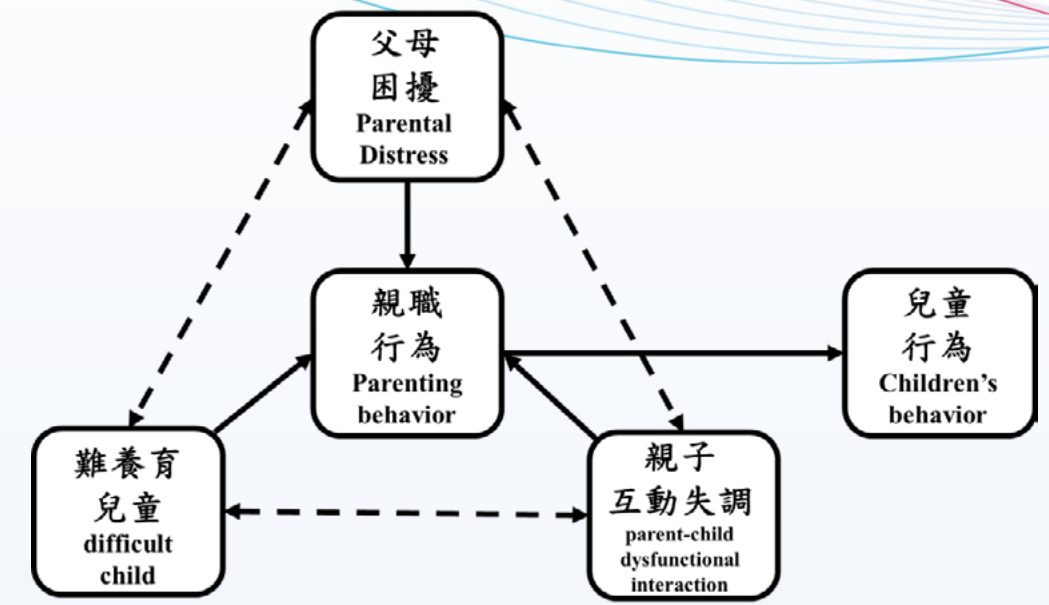 父母
困擾
Parental
Distress
親職
行為
Parenting
behavior
兒童
行為
Children's
behavior
難養育
兒童
difficult
child
親子
互動失調
parent-child
dysfunctional
interaction